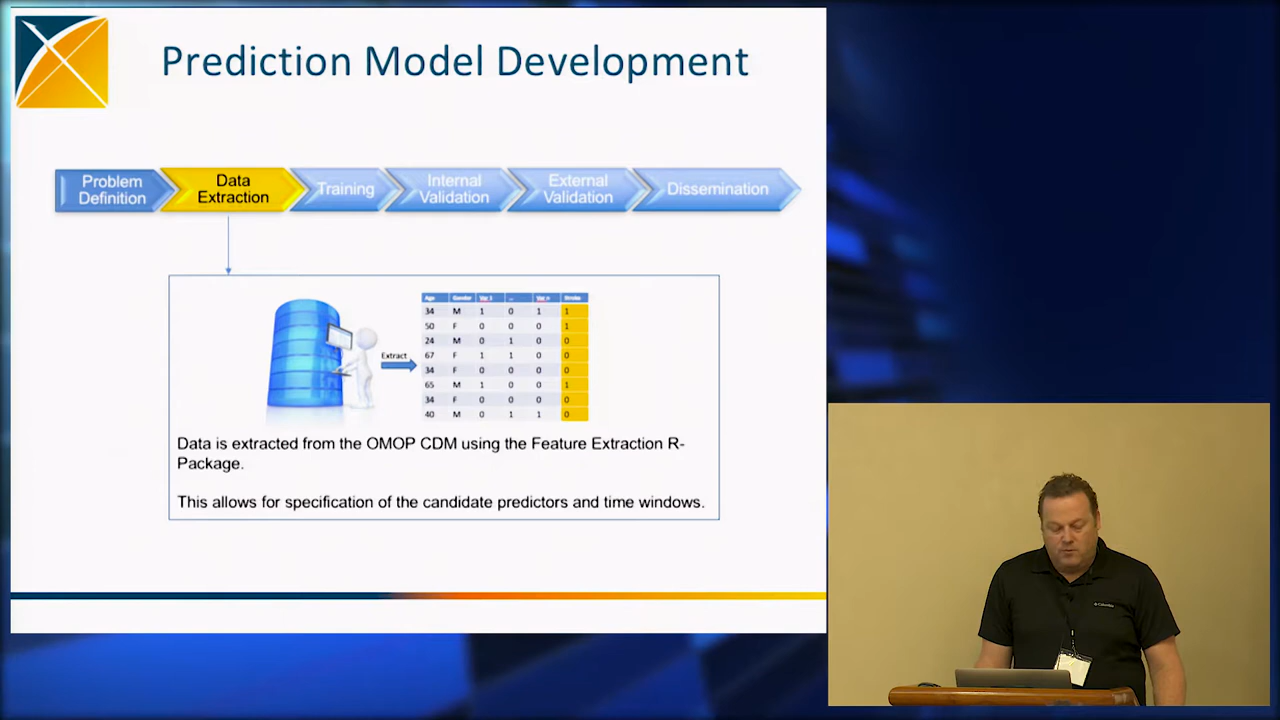 Prediction Model Development
Problem
Definition
Data
Extraction
Training
Internal
Validation
External
Validation
Dissemination
Extract
Age Gender Var 1 ... Var n Stroke
34 M 1 0 1 1
50 F 0 0 0 1
24 M 0 1 0 0
67 F 1 1 0 0
34 F 0 0 0 0
65 M 1 0 0 1
34 F 0 0 0 0
40 M 0 1 1 0
Data is extracted from the OMOP CDM using the Feature Extraction R-
Package.
This allows for specification of the candidate predictors and time windows.
Columbia